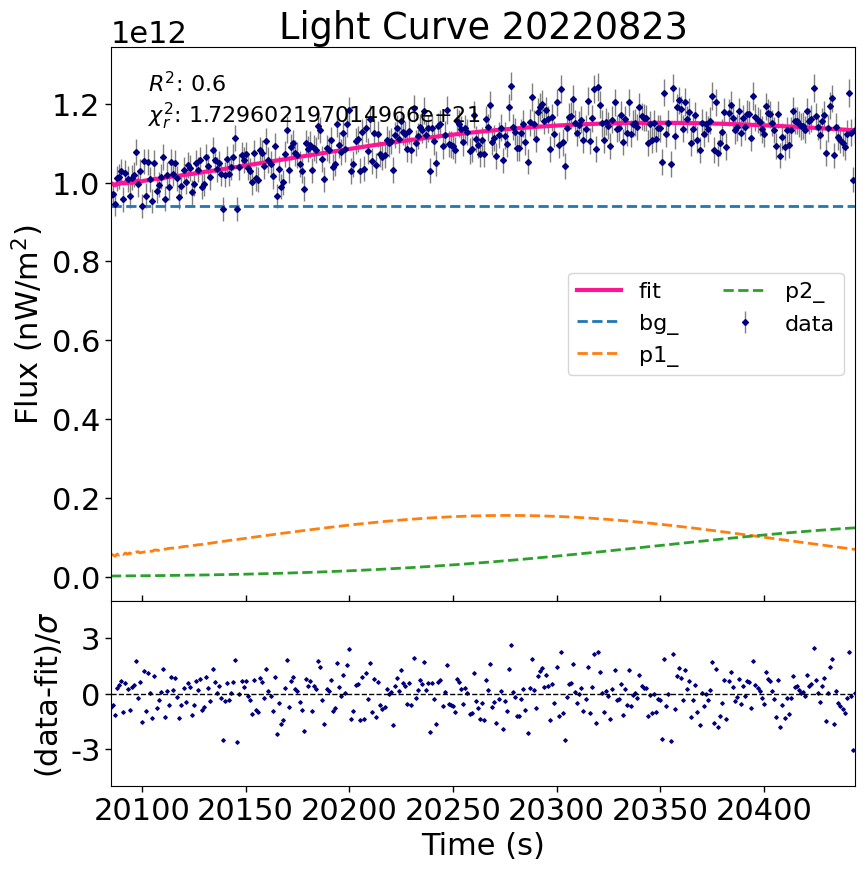 Light Curve 20220823
1e12
R²: 0.6
χ²ᵣ: 1.729602197014966e+21
1.2
1.0
0.8
0.6
0.4
0.2
0.0
Flux (nW/m²)
fit
bg_
p1_
p2_
data
3
0
-3
(data-fit)/σ
20100 20150 20200 20250 20300 20350 20400
Time (s)